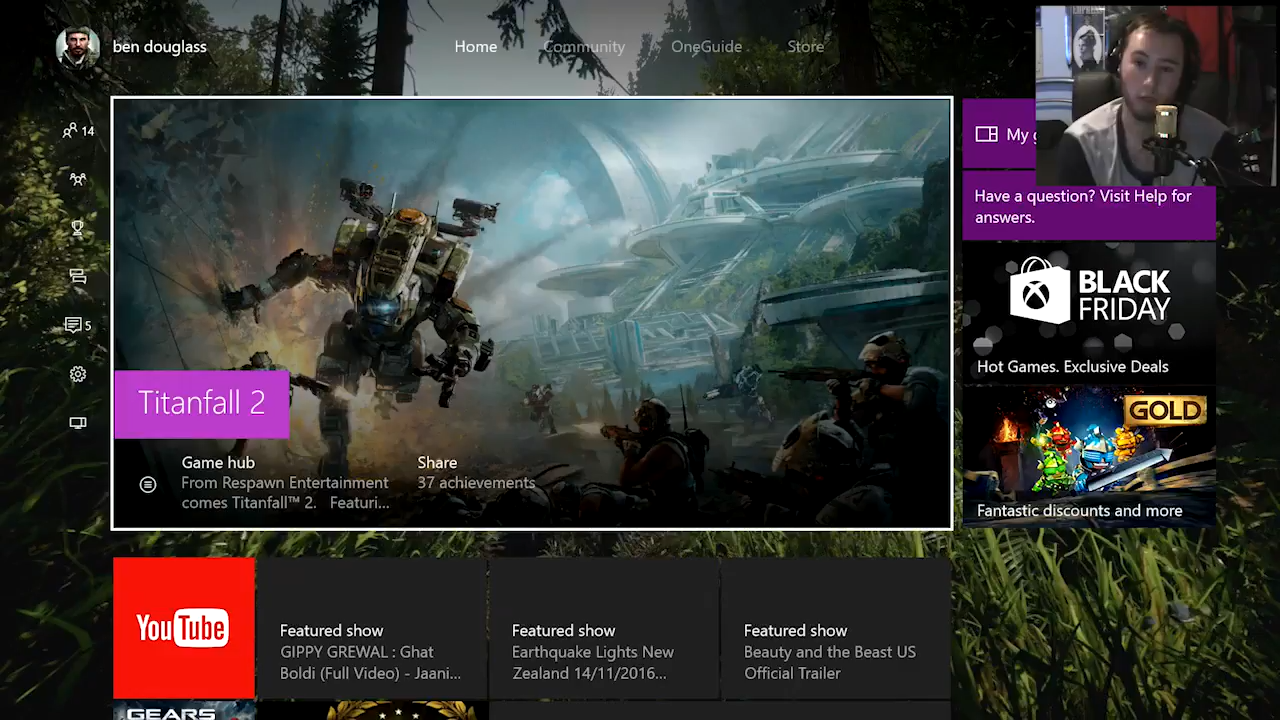 ben douglass
Home
Community
OneGuide
Store
14
My
Have a question? Visit Help for
answers.
BLACK
FRIDAY
Hot Games. Exclusive Deals
5
Titanfall 2
Game hub
From Respawn Entertainment
comes Titanfall™ 2. Featuri...
Share
37 achievements
GOLD
Fantastic discounts and more
YouTube
Featured show
GIPPY GREWAL : Ghat
Boldi (Full Video) - Jaani...
Featured show
Earthquake Lights New
Zealand 14/11/2016...
Featured show
Beauty and the Beast US
Official Trailer
GEARS